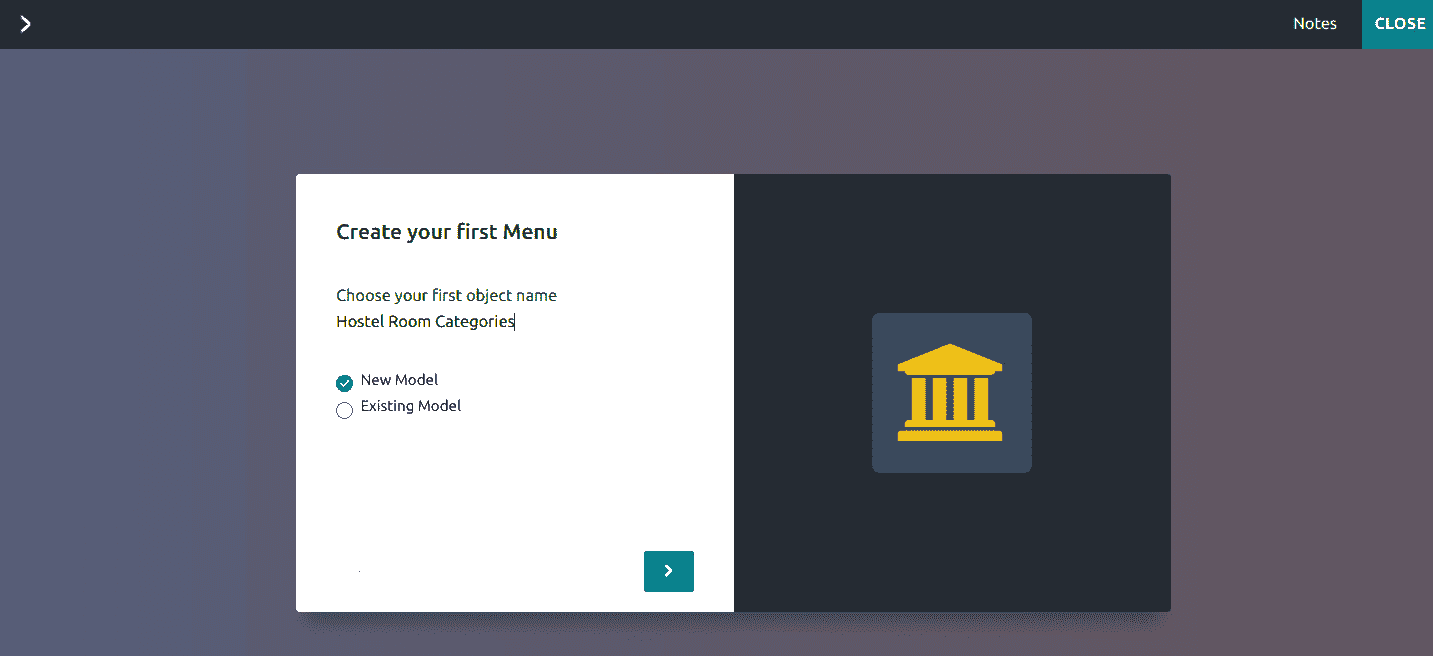 Notes
CLOSE
Create your first Menu
Choose your first object name
Hostel Room Categories
New Model
Existing Model